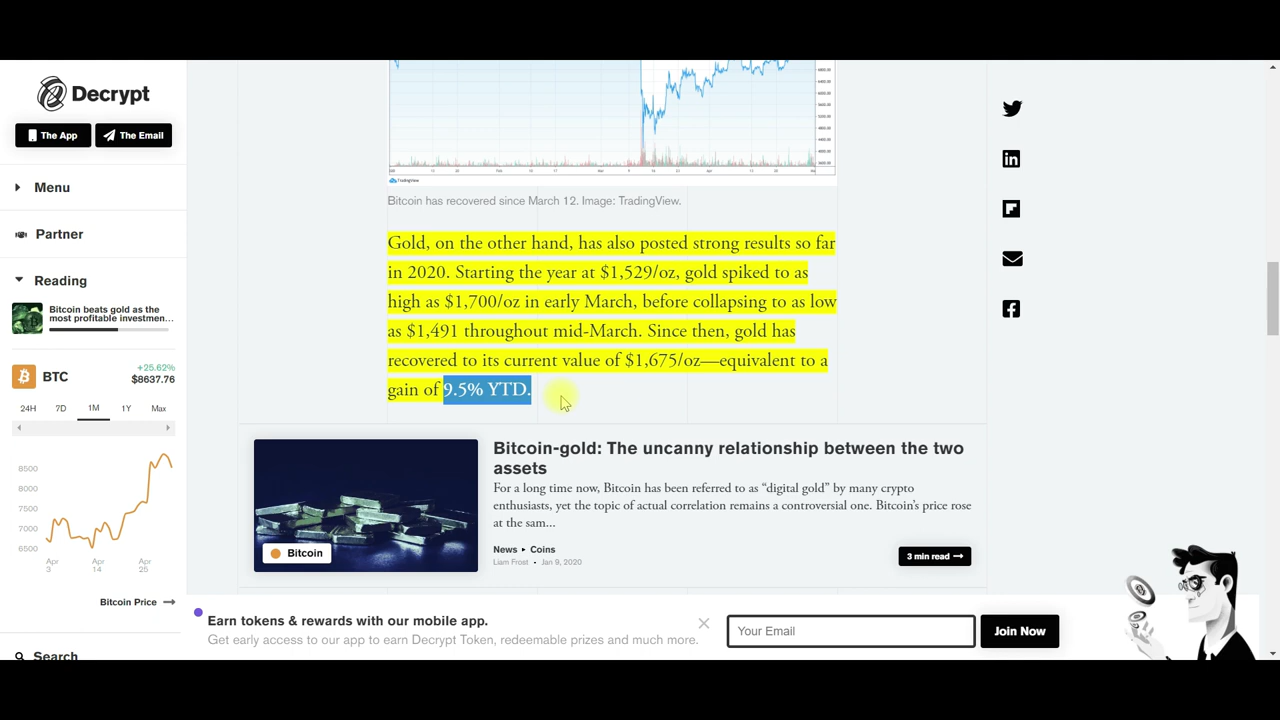 Decrypt
The App
The Email
Menu
Partner
Reading
Bitcoin beats gold as the
most profitable investmen...
BTC
+25.62%
$8637.76
24H 7D 1M 1Y Max
8500
8000
7500
7000
6500
Apr 3
Apr 14
Apr 25
Bitcoin Price
Search
TradingView
Bitcoin has recovered since March 12. Image: TradingView.
Gold, on the other hand, has also posted strong results so far
in 2020. Starting the year at $1,529/oz, gold spiked to as
high as $1,700/oz in early March, before collapsing to as low
as $1,491 throughout mid-March. Since then, gold has
recovered to its current value of $1,675/oz—equivalent to a
gain of 9.5% YTD.
Bitcoin
Bitcoin-gold: The uncanny relationship between the two
assets
For a long time now, Bitcoin has been referred to as “digital gold” by many crypto
enthusiasts, yet the topic of actual correlation remains a controversial one. Bitcoin’s price rose
at the sam...
News ▸ Coins
Liam Frost • Jan 9, 2020
3 min read
Earn tokens & rewards with our mobile app.
Get early access to our app to earn Decrypt Token, redeemable prizes and much more.
Your Email
Join Now